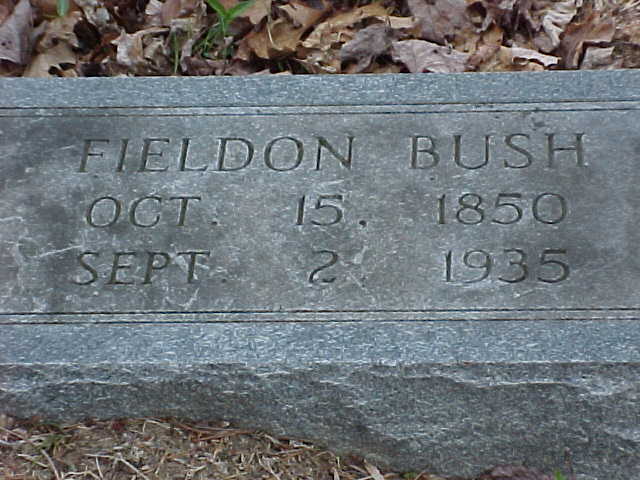 FIELDON BUSH
OCT. 15. 1850
SEPT. 2. 1935